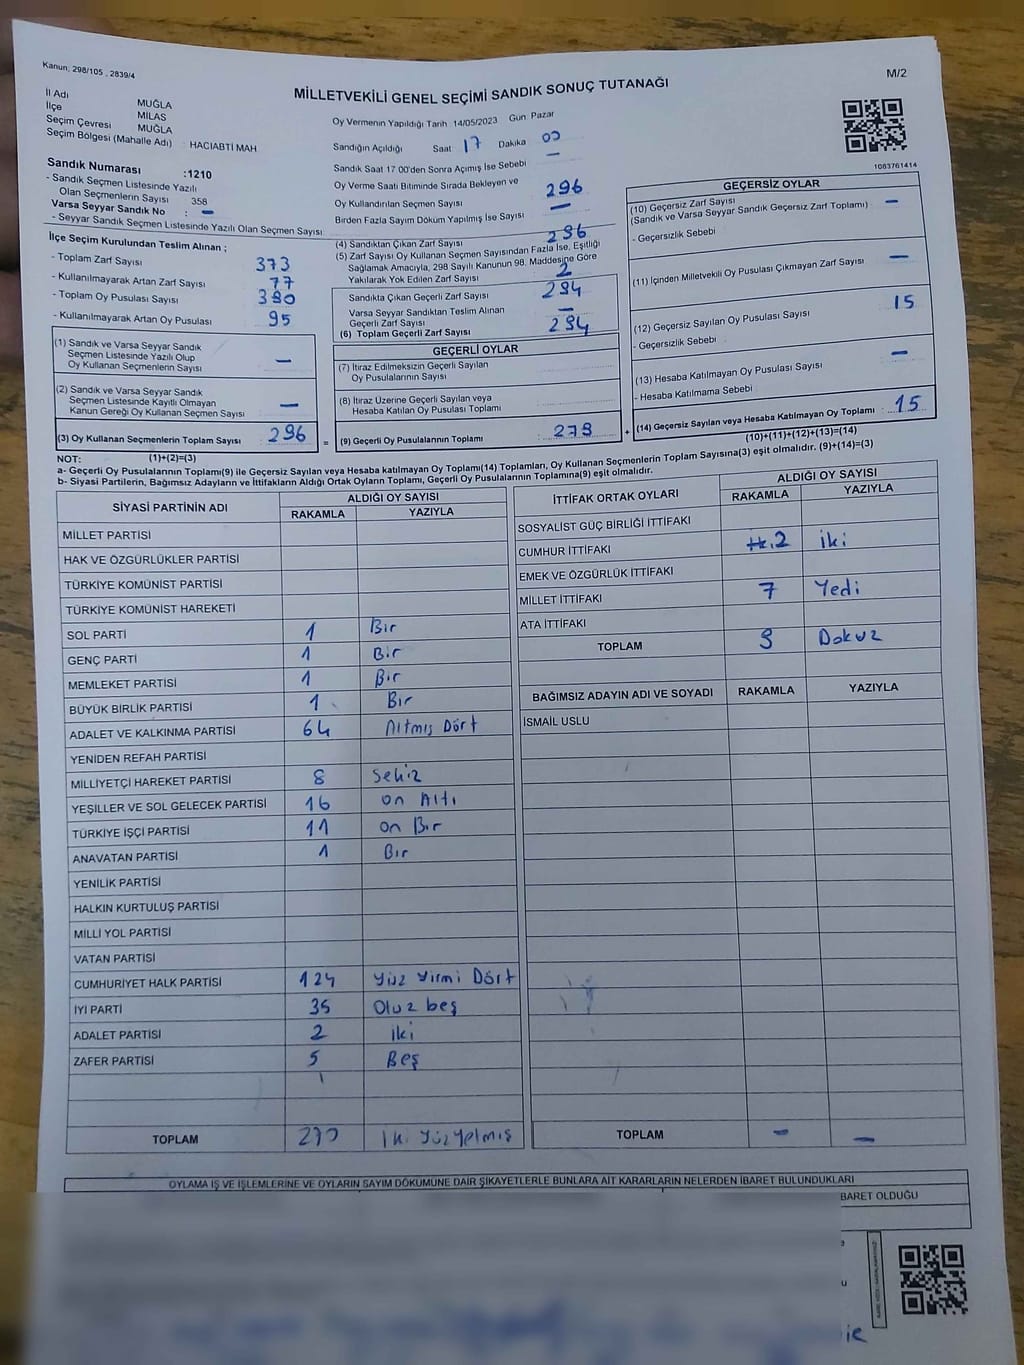 Kanun: 298/105 , 2839/4
M/2
MİLLETVEKİLİ GENEL SEÇİMİ SANDIK SONUÇ TUTANAĞI
İl Adı MUĞLA
İlçe MİLAS
Seçim Çevresi MUĞLA
Seçim Bölgesi (Mahalle Adı) : HACIABTİ MAH
Sandık Numarası :1210
- Sandık Seçmen Listesinde Yazılı
Olan Seçmenlerin Sayısı 358
Varsa Seyyar Sandık No : –
- Seyyar Sandık Seçmen Listesinde Yazılı Olan Seçmen Sayısı
Oy Vermenin Yapıldığı Tarih 14/05/2023 Gün: Pazar
Sandığın Açıldığı Saat 17 Dakika 00
Sandık Saat 17 00'den Sonra Açımış İse Sebebi –
Oy Verme Saati Bitiminde Sırada Bekleyen ve
Oy Kullandırılan Seçmen Sayısı 296
Birden Fazla Sayım Döküm Yapılmış İse Sayısı –
İlçe Seçim Kurulundan Teslim Alınan ;
- Toplam Zarf Sayısı 373
- Kullanılmayarak Artan Zarf Sayısı 77
- Toplam Oy Pusulası Sayısı 390
- Kullanılmayarak Artan Oy Pusulası 95
(1) Sandık ve Varsa Seyyar Sandık
Seçmen Listesinde Yazılı Olup
Oy Kullanan Seçmenlerin Sayısı –
(2) Sandık ve Varsa Seyyar Sandık
Seçmen Listesinde Kayıtlı Olmayan
Kanun Gereği Oy Kullanan Seçmen Sayısı –
(3) Oy Kullanan Seçmenlerin Toplam Sayısı : 296 =
(4) Sandıktan Çıkan Zarf Sayısı 296
(5) Zarf Sayısı Oy Kullanan Seçmen Sayısından Fazla İse, Eşitliği
Sağlamak Amacıyla, 298 Sayılı Kanunun 98. Maddesine Göre
Yakılarak Yok Edilen Zarf Sayısı 2
Sandıkta Çıkan Geçerli Zarf Sayısı 294
Varsa Seyyar Sandıktan Teslim Alınan
Geçerli Zarf Sayısı –
(6) Toplam Geçerli Zarf Sayısı 294
GEÇERLİ OYLAR
(7) İtiraz Edilmeksizin Geçerli Sayılan
Oy Pusulalarının Sayısı
(8) İtiraz Üzerine Geçerli Sayılan veya
Hesaba Katılan Oy Pusulası Toplamı
(9) Geçerli Oy Pusulalarının Toplamı : 279 +
1083761414
GEÇERSİZ OYLAR
(10) Geçersiz Zarf Sayısı –
(Sandık ve Varsa Seyyar Sandık Geçersiz Zarf Toplamı)
- Geçersizlik Sebebi
(11) İçinden Milletvekili Oy Pusulası Çıkmayan Zarf Sayısı –
(12) Geçersiz Sayılan Oy Pusulası Sayısı 15
- Geçersizlik Sebebi
(13) Hesaba Katılmayan Oy Pusulası Sayısı –
- Hesaba Katılmama Sebebi
(14) Geçersiz Sayılan veya Hesaba Katılmayan Oy Toplamı : 15
NOT: (1)+(2)=(3)
(10)+(11)+(12)+(13)=(14)
a- Geçerli Oy Pusulalarının Toplamı(9) ile Geçersiz Sayılan veya Hesaba katılmayan Oy Toplamı(14) Toplamları, Oy Kullanan Seçmenlerin Toplam Sayısına(3) eşit olmalıdır. (9)+(14)=(3)
b- Siyasi Partilerin, Bağımsız Adayların ve İttifakların Aldığı Ortak Oyların Toplamı, Geçerli Oy Pusulalarının Toplamına(9) eşit olmalıdır.
SİYASİ PARTİNİN ADI ALDIĞI OY SAYISI
RAKAMLA YAZIYLA
MİLLET PARTİSİ
HAK VE ÖZGÜRLÜKLER PARTİSİ
TÜRKİYE KOMÜNİST PARTİSİ
TÜRKİYE KOMÜNİST HAREKETİ
SOL PARTİ 1 Bir
GENÇ PARTİ 1 Bir
MEMLEKET PARTİSİ 1 Bir
BÜYÜK BİRLİK PARTİSİ 1 Bir
ADALET VE KALKINMA PARTİSİ 64 Altmış Dört
YENİDEN REFAH PARTİSİ
MİLLİYETÇİ HAREKET PARTİSİ 8 Sekiz
YEŞİLLER VE SOL GELECEK PARTİSİ 16 on Altı
TÜRKİYE İŞÇİ PARTİSİ 11 on Bir
ANAVATAN PARTİSİ 1 Bir
YENİLİK PARTİSİ
HALKIN KURTULUŞ PARTİSİ
MİLLİ YOL PARTİSİ
VATAN PARTİSİ
CUMHURİYET HALK PARTİSİ 124 Yüz Yirmi Dört
İYİ PARTİ 35 Otuz beş
ADALET PARTİSİ 2 iki
ZAFER PARTİSİ 5 Beş
TOPLAM 270 iki Yüz Yetmiş
İTTİFAK ORTAK OYLARI ALDIĞI OY SAYISI
RAKAMLA YAZIYLA
SOSYALİST GÜÇ BİRLİĞİ İTTİFAKI
CUMHUR İTTİFAKI 2 iki
EMEK VE ÖZGÜRLÜK İTTİFAKI
MİLLET İTTİFAKI 7 Yedi
ATA İTTİFAKI
TOPLAM 9 Dokuz
BAĞIMSIZ ADAYIN ADI VE SOYADI RAKAMLA YAZIYLA
İSMAİL USLU
TOPLAM – –
OYLAMA İŞ VE İŞLEMLERİNE VE OYLARIN SAYIM DÖKÜMÜNE DAİR ŞİKAYETLERLE BUNLARA AİT KARARLARIN NELERDEN İBARET BULUNDUKLARI
BARET OLDUĞU